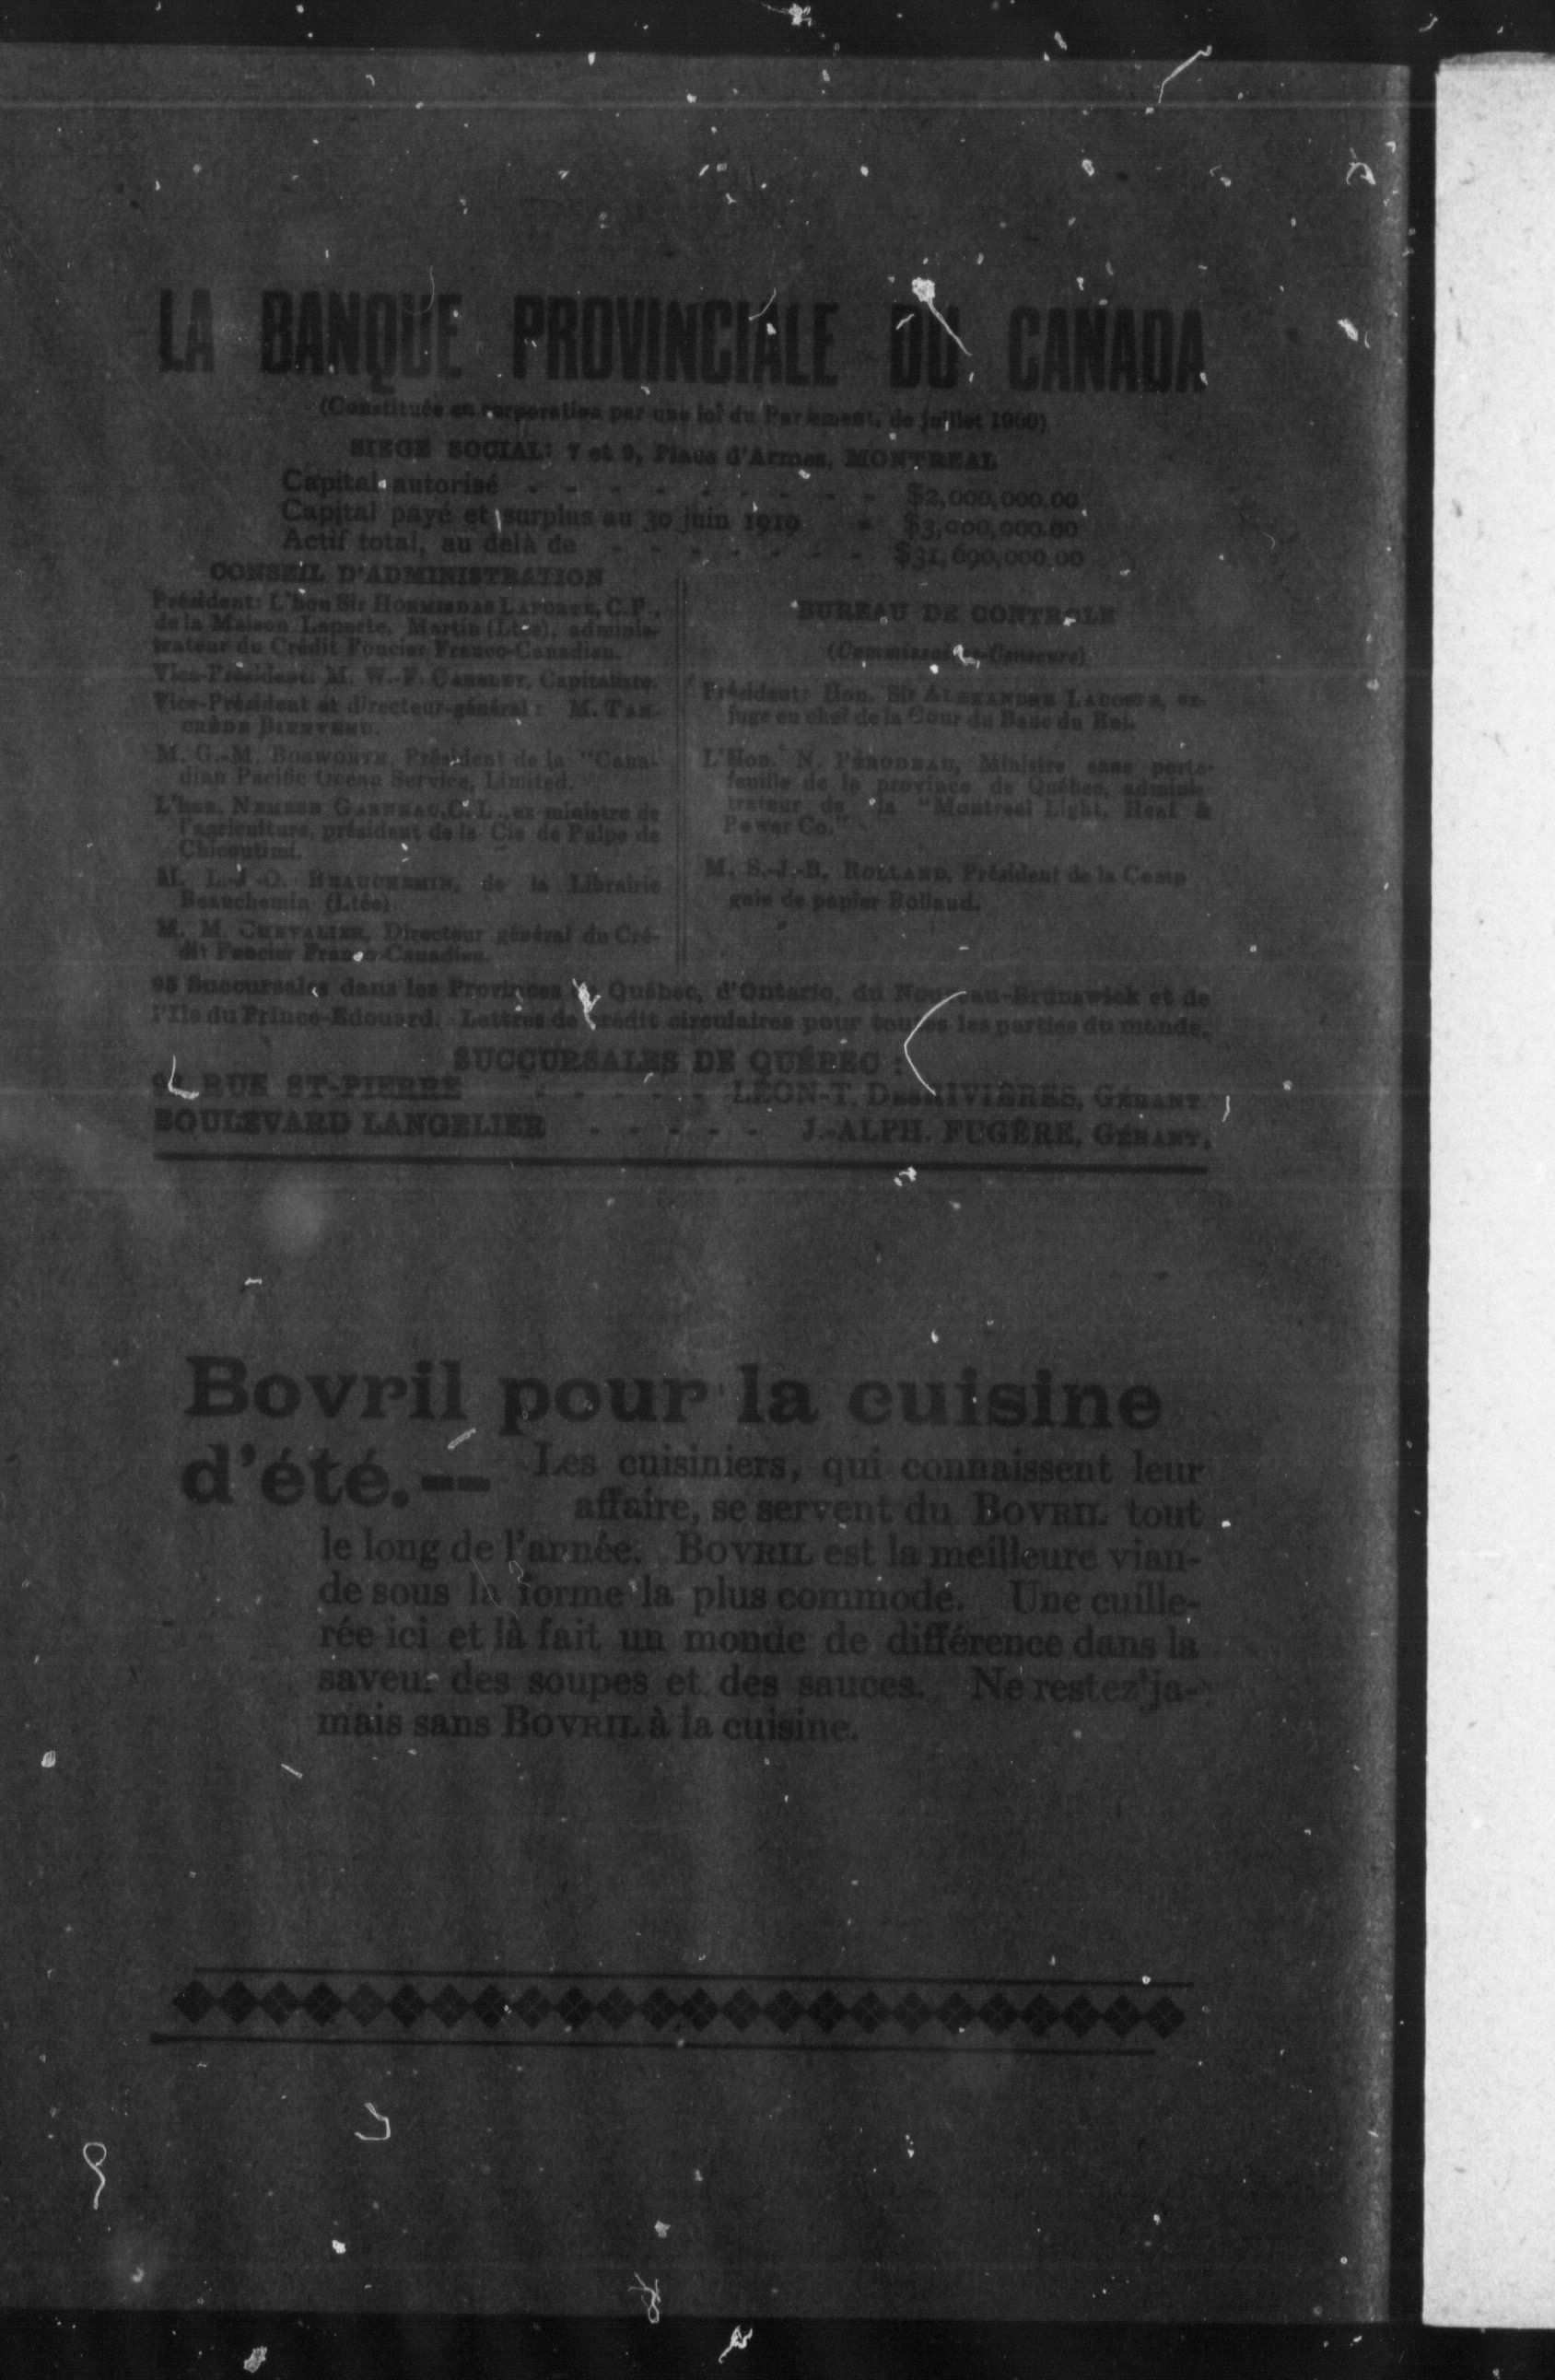 LA BANQUE PROVINCIALE DU CANADA
(Constituée en corporation par une loi du Parlement, de juillet 1900)
SIEGE SOCIAL: 7 et 9, Place d'Armes, MONTREAL
Capital autorisé - - - - - - - - - $2,000,000.00
Capital payé et surplus au 30 juin 1919 - $3,000,000.00
Actif total, au delà de - - - - - - - $31,690,000.00
CONSEIL D'ADMINISTRATION
Président: L'hon Sir HORMISDAS LAPORTE, C.P.,
de la Maison Laporte, Martin (Ltée), adminis-
trateur du Crédit Foncier Franco-Canadien.
Vice-Président: M. W.-F. CARSLEY, Capitaliste.
Vice-Président et directeur-général: M. TAN-
CRÈDE BIENVENU.
M. G.-M. BOSWORTH, Président de la "Cana-
dian Pacific Ocean Service, Limited.
L'hon. NEMESE GARNEAU, C.L., ex ministre de
l'agriculture, président de la Cie de Pulpe de
Chicoutimi.
M. L.-J.-O. BEAUCHEMIN, de la Librairie
Beauchemin (Ltée)
M. M. CHEVALIER, Directeur général du Cré-
dit Foncier Franco-Canadien.
BUREAU DE CONTROLE
(Commissaires-Censeurs)
Président: Hon. Sir ALEXANDRE LACOSTE, ex-
juge en chef de la Cour du Banc du Roi.
L'Hon. N. PÉRODEAU, Ministre sans porte-
feuille de la province de Québec, adminis-
trateur de la "Montreal Light, Heat &
Power Co."
M. S.-J.-B. ROLLAND, Président de la Comp
gnie de papier Rolland.
95 Succursales dans les Provinces de Québec, d'Ontario, du Nouveau-Brunswick et de
l'Ile du Prince-Edouard. Lettres de crédit circulaires pour toutes les parties du monde.
SUCCURSALES DE QUÉBEC:
RUE ST-PIERRE - - - - - LÉON-T. DESRIVIÈRES, GÉRANT.
BOULEVARD LANGELIER - - - - - J.-ALPH. FUGÈRE, GÉRANT.
Bovril pour la cuisine
d'été.-- Les cuisiniers, qui connaissent leur
affaire, se servent du BOVRIL tout
le long de l'année. BOVRIL est la meilleure vian-
de sous la forme la plus commode. Une cuille-
rée ici et là fait un monde de différence dans la
saveur des soupes et des sauces. Ne restez ja-
mais sans BOVRIL à la cuisine.